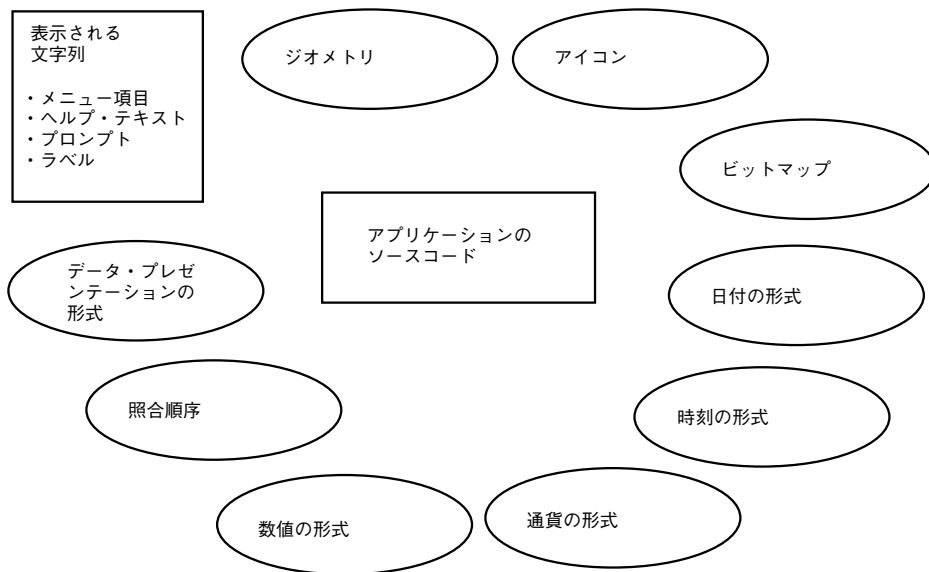 表示される
文字列
・メニュー項目
・ヘルプ・テキスト
・プロンプト
・ラベル
ジオメトリ
アイコン
ビットマップ
アプリケーションの
ソースコード
データ・プレゼ
ンテーションの
形式
日付の形式
照合順序
時刻の形式
数値の形式
通貨の形式